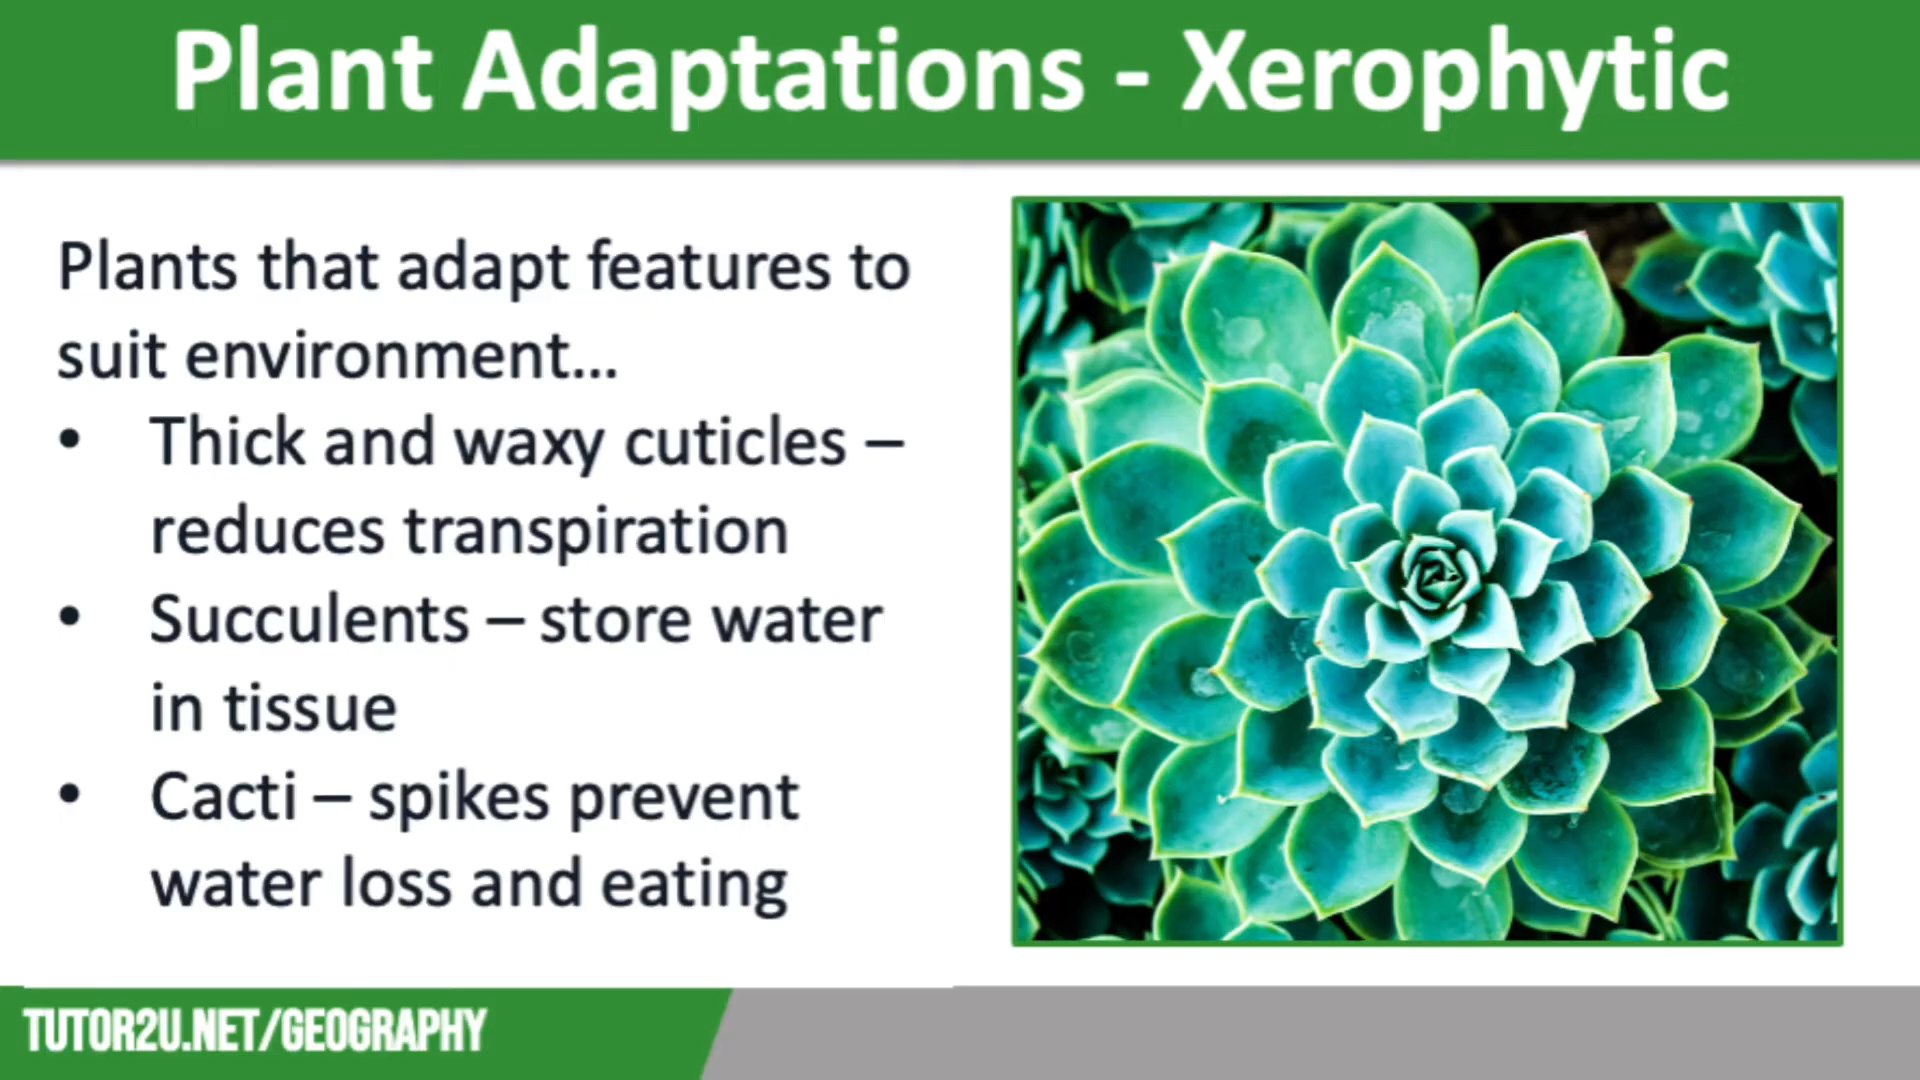 Plant Adaptations - Xerophytic
Plants that adapt features to
suit environment...
• Thick and waxy cuticles –
reduces transpiration
• Succulents – store water
in tissue
• Cacti – spikes prevent
water loss and eating
TUTOR2U.NET/GEOGRAPHY